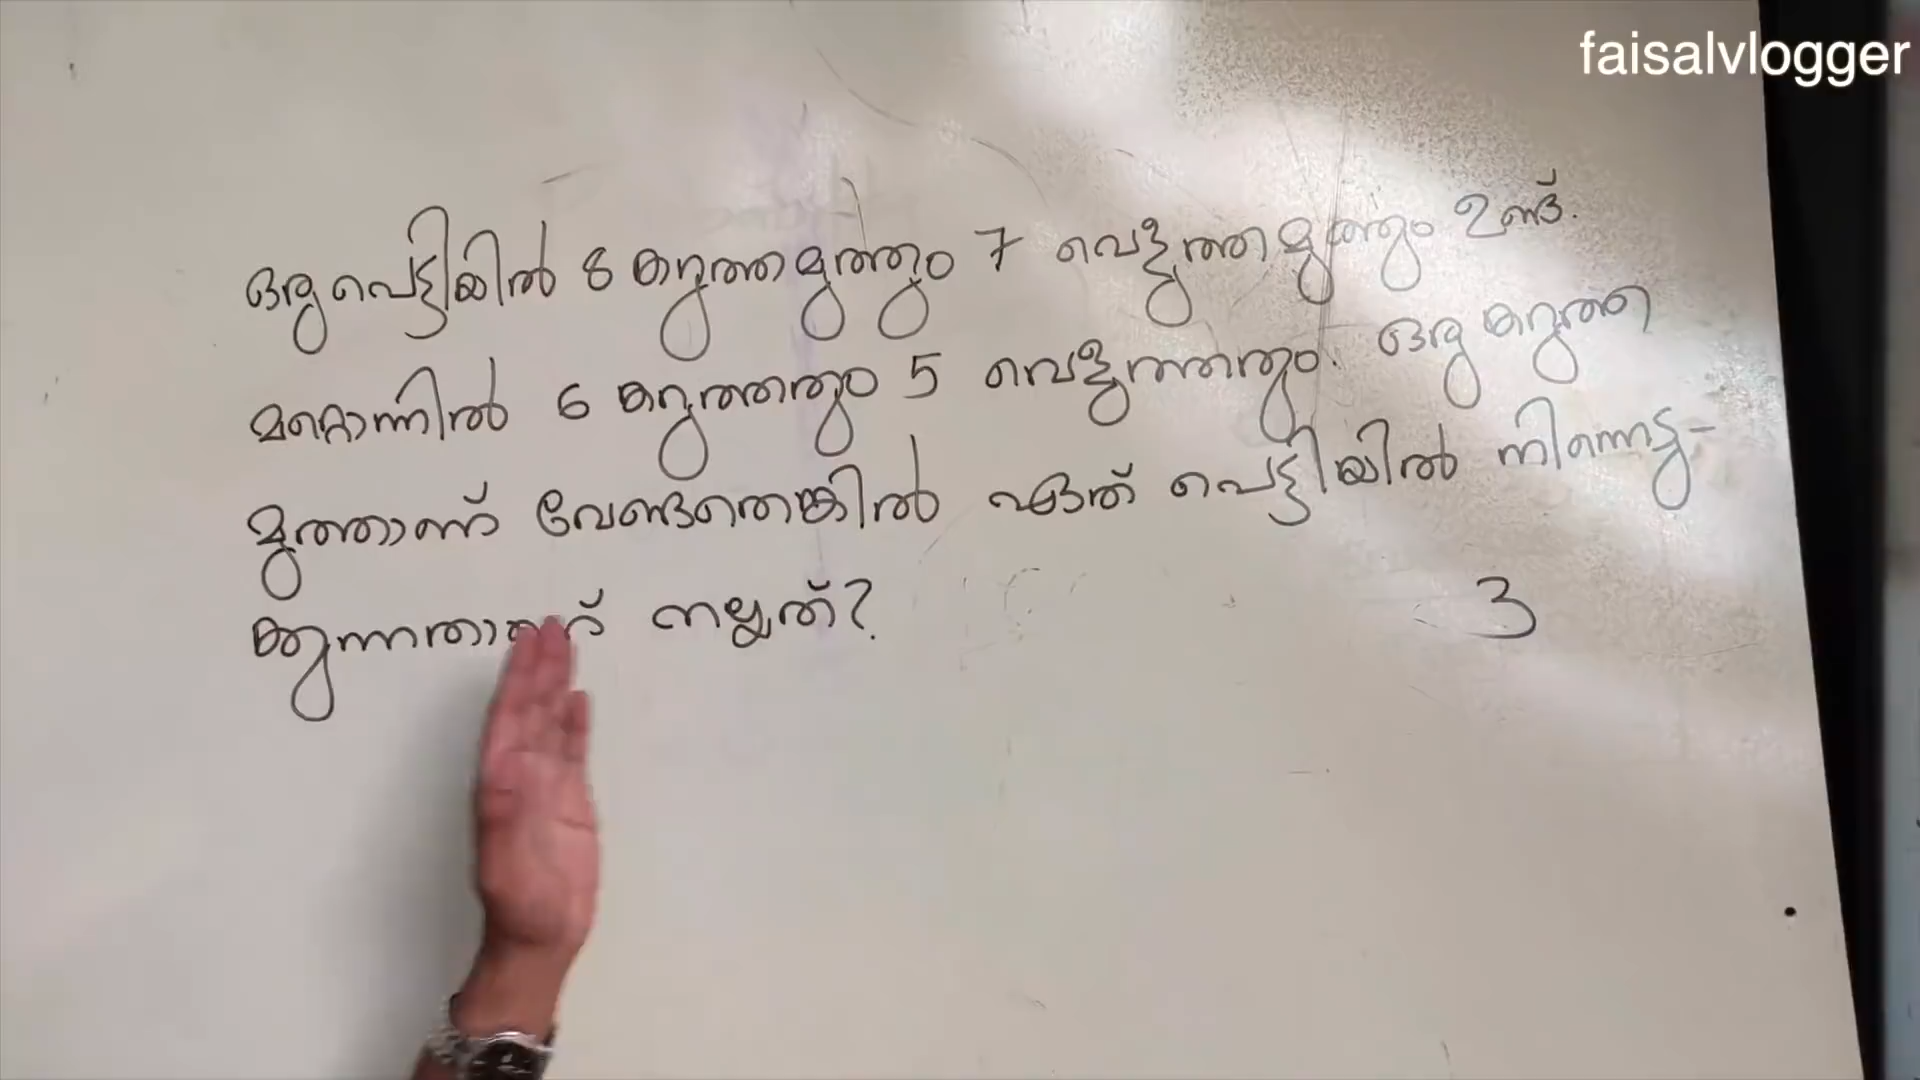 faisalvlogger
ഒരു പെട്ടിയിൽ 8 കറുത്ത മുത്തും 7 വെളുത്ത മുത്തും ഉണ്ട്.
മറ്റൊന്നിൽ 6 കറുത്തതും 5 വെളുത്തതും. ഒരു കറുത്ത
മുത്താണ് വേണ്ടതെങ്കിൽ ഏത് പെട്ടിയിൽ നിന്നെടു-
ക്കുന്നതാണ് നല്ലത്?
3